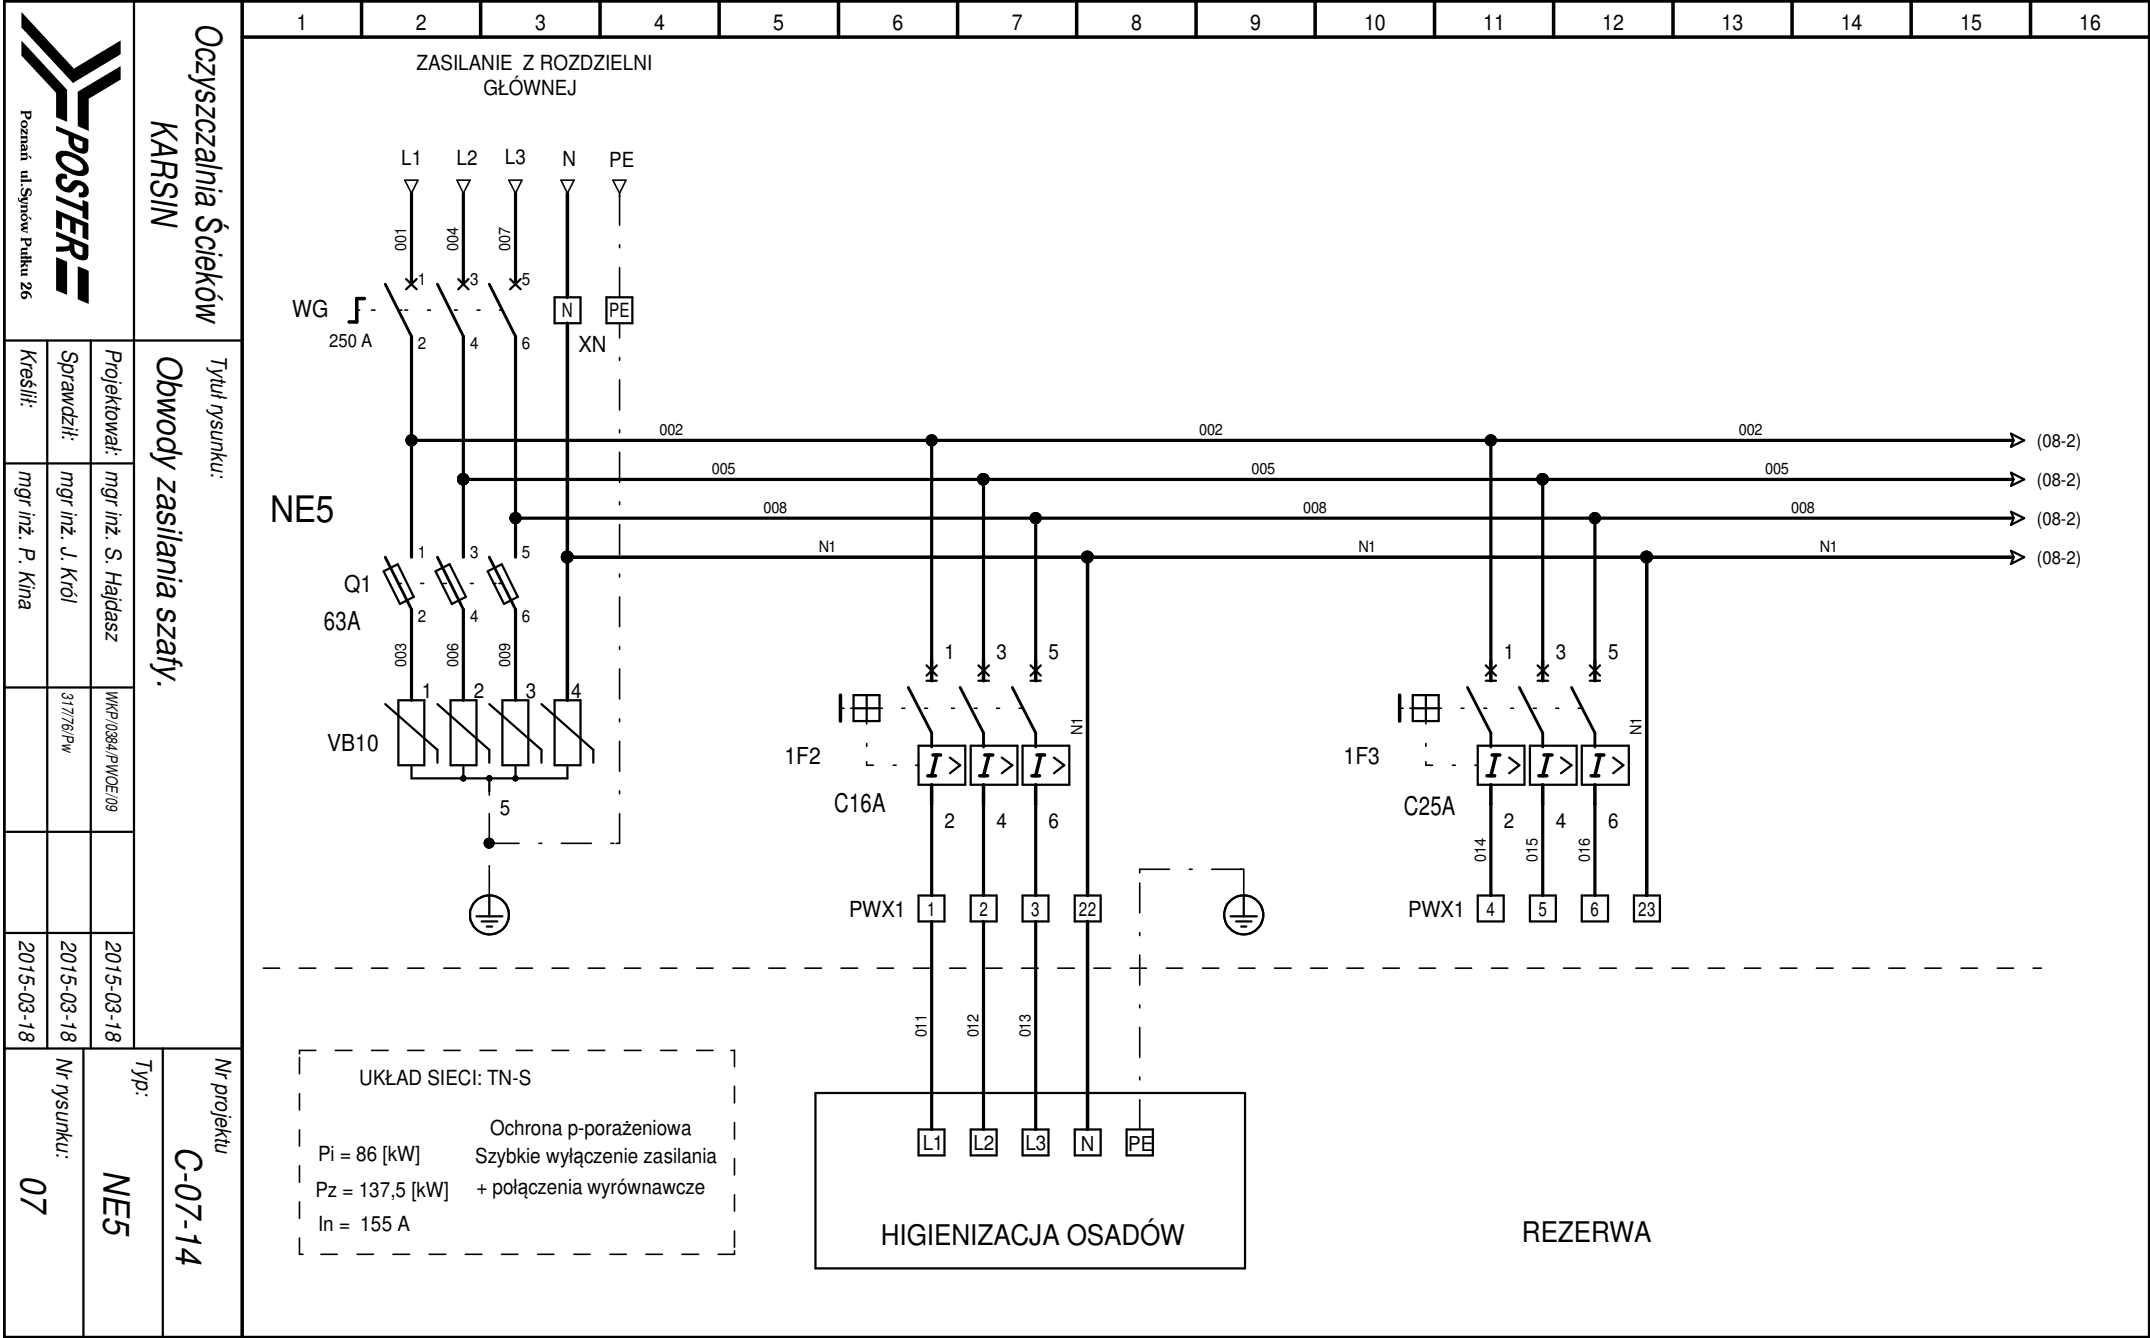 1 2 3 4 5 6 7 8 9 10 11 12 13 14 15 16
ZASILANIE Z ROZDZIELNI
GŁÓWNEJ
L1 L2 L3 N PE
001 004 007
1 3 5
WG
N PE
250 A
2 4 6
XN
002 002 002 (08-2)
005 005 005 (08-2)
008 008 008 (08-2)
N1 N1 N1 (08-2)
NE5
1 3 5
Q1
63A
2 4 6
003 006 009
1 2 3 4
VB10
5
1 3 5
N1
1F2
I > I > I >
C16A
2 4 6
PWX1 1 2 3 22
011 012 013
L1 L2 L3 N PE
HIGIENIZACJA OSADÓW
1 3 5
N1
1F3
I > I > I >
C25A
2 4 6
014 015 016
PWX1 4 5 6 23
REZERWA
UKŁAD SIECI: TN-S
Ochrona p-porażeniowa
Pi = 86 [kW] Szybkie wyłączenie zasilania
Pz = 137,5 [kW] + połączenia wyrównawcze
In = 155 A
Oczyszczalnia Ścieków
KARSIN
POSTER
Poznań ul.Synów Pułku 26
Tytuł rysunku:
Obwody zasilania szafy.
Projektował: mgr inż. S. Hajdasz WKP/0384/PWOE/09 2015-03-18
Sprawdził: mgr inż. J. Król 317/76/Pw 2015-03-18
Kreślił: mgr inż. P. Kina 2015-03-18
Nr projektu
C-07-14
Typ:
NE5
Nr rysunku:
07